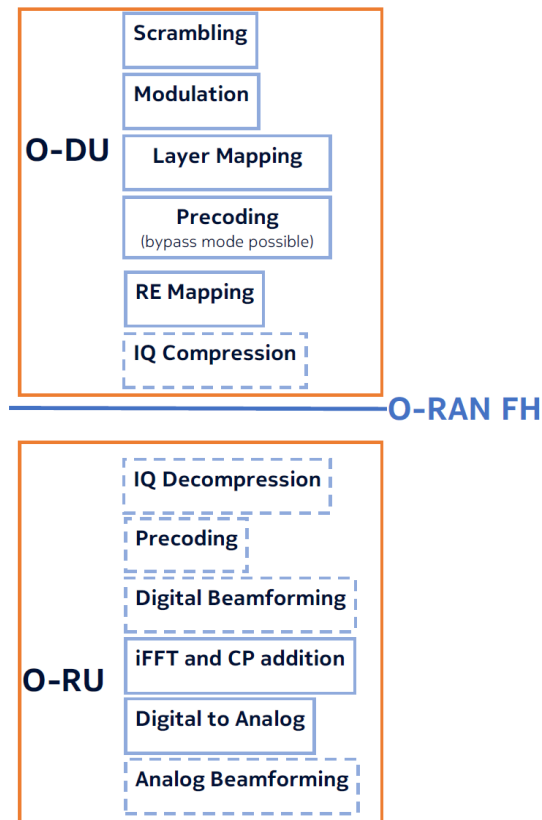 Scrambling
Modulation
O-DU
Layer Mapping
Precoding
(bypass mode possible)
RE Mapping
IQ Compression
O-RAN FH
IQ Decompression
Precoding
Digital Beamforming
iFFT and CP addition
O-RU
Digital to Analog
Analog Beamforming